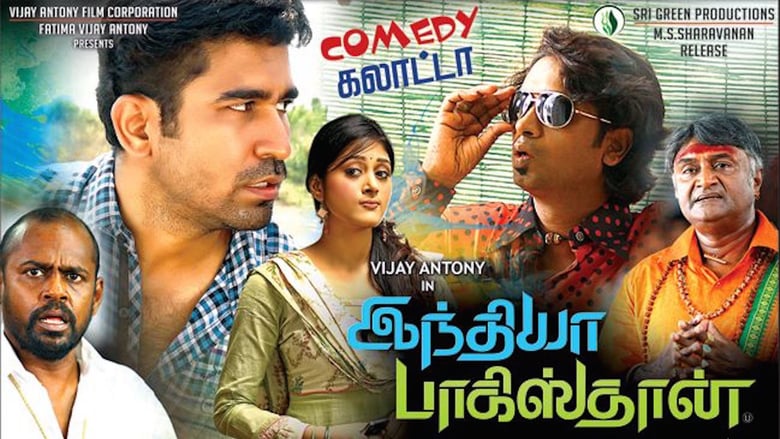 VIJAY ANTONY FILM CORPORATION
FATIMA VIJAY ANTONY
PRESENTS
COMEDY
கலாட்டா
SRI GREEN PRODUCTIONS
M.S.SHARAVANAN
RELEASE
VIJAY ANTONY
IN
இந்தியா
பாகிஸ்தான்
U